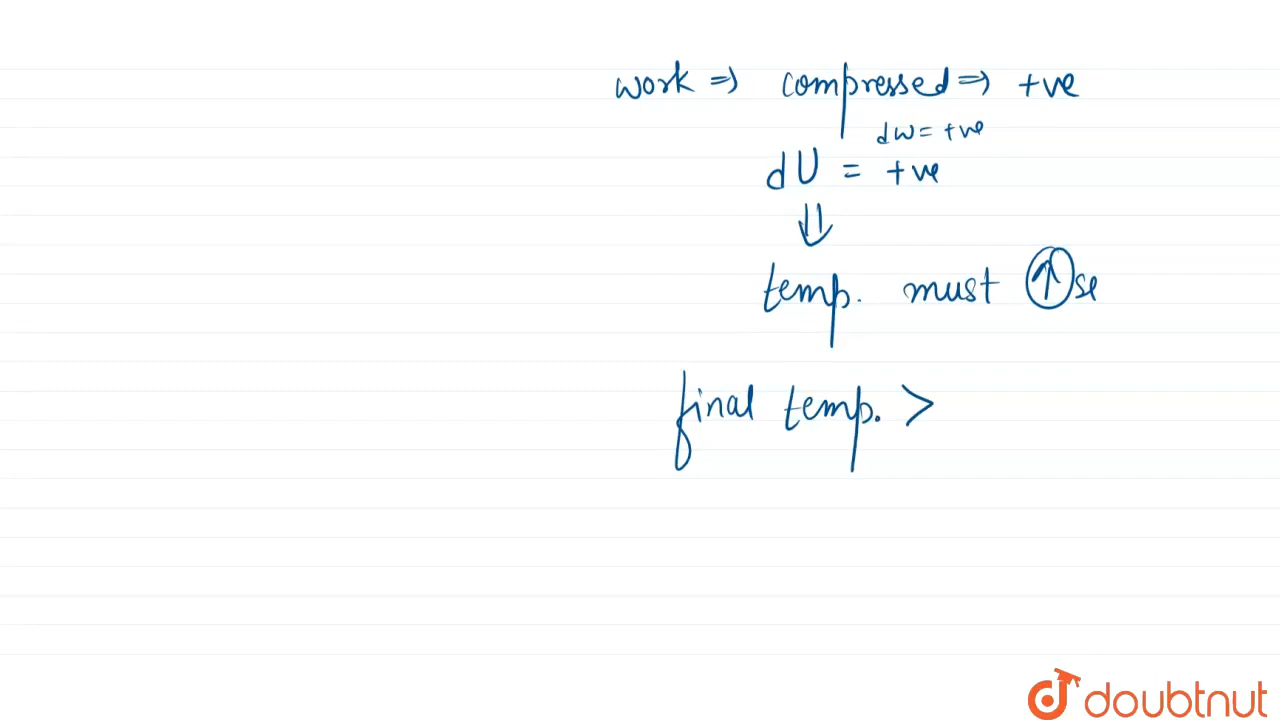 work ⇒ compressed ⇒ +ve
dw = +ve
dU = +ve
⇓
temp. must ↑se
final temp. >
doubtnut